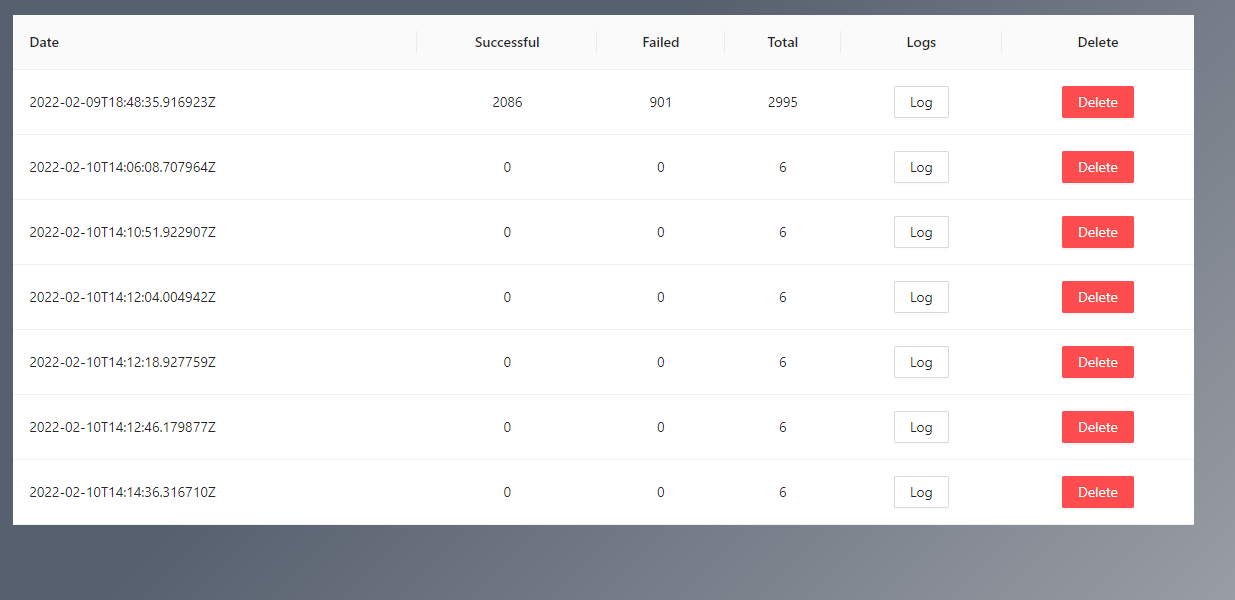 Date Successful Failed Total Logs Delete
2022-02-09T18:48:35.916923Z 2086 901 2995 Log Delete
2022-02-10T14:06:08.707964Z 0 0 6 Log Delete
2022-02-10T14:10:51.922907Z 0 0 6 Log Delete
2022-02-10T14:12:04.004942Z 0 0 6 Log Delete
2022-02-10T14:12:18.927759Z 0 0 6 Log Delete
2022-02-10T14:12:46.179877Z 0 0 6 Log Delete
2022-02-10T14:14:36.316710Z 0 0 6 Log Delete